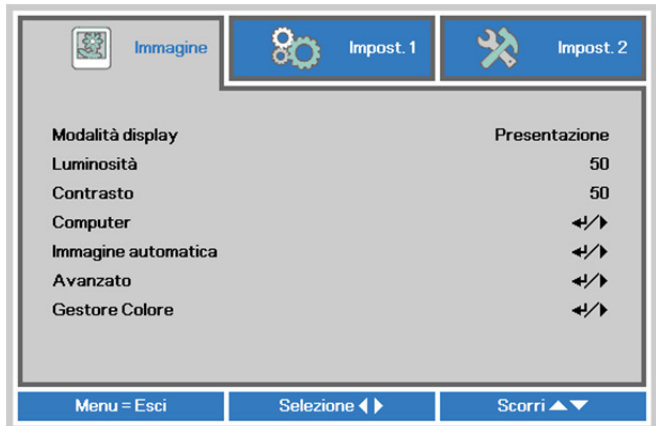 Immagine
Impost. 1
Impost. 2
Modalità display Presentazione
Luminosità 50
Contrasto 50
Computer ↵/▶
Immagine automatica ↵/▶
Avanzato ↵/▶
Gestore Colore ↵/▶
Menu = Esci
Selezione ◀▶
Scorri ▲▼